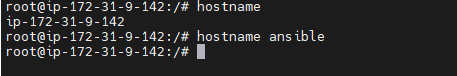 root@ip-172-31-9-142:/# hostname
ip-172-31-9-142
root@ip-172-31-9-142:/# hostname ansible
root@ip-172-31-9-142:/#